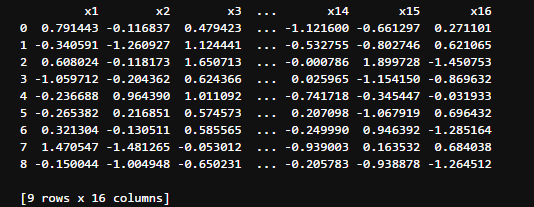 x1 x2 x3 ... x14 x15 x16
0 0.791443 -0.116837 0.479423 ... -1.121600 -0.661297 0.271101
1 -0.340591 -1.260927 1.124441 ... -0.532755 -0.802746 0.621065
2 0.608024 -0.118173 1.650713 ... -0.000786 1.899728 -1.450753
3 -1.059712 -0.204362 0.624366 ... 0.025965 -1.154150 -0.869632
4 -0.236688 0.964390 1.011092 ... -0.741718 -0.345447 -0.031933
5 -0.265382 0.216851 0.574573 ... 0.207098 -1.067919 0.696432
6 0.321304 -0.130511 0.585565 ... -0.249990 0.946392 -1.285164
7 1.470547 -1.481265 -0.053012 ... -0.939003 0.163532 0.684038
8 -0.150044 -1.004948 -0.650231 ... -0.205783 -0.938878 -1.264512
[9 rows x 16 columns]